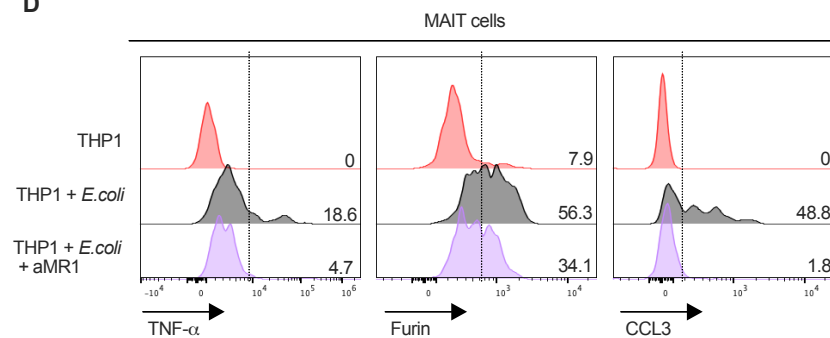 D
MAIT cells
THP1
0
7.9
0
THP1 + E.coli
18.6
56.3
48.8
THP1 + E.coli
+ aMR1
4.7
34.1
1.8
-10⁴ 0 10⁴ 10⁵ 10⁶
0 10³ 10⁴
0 10³ 10⁴
TNF-α
Furin
CCL3